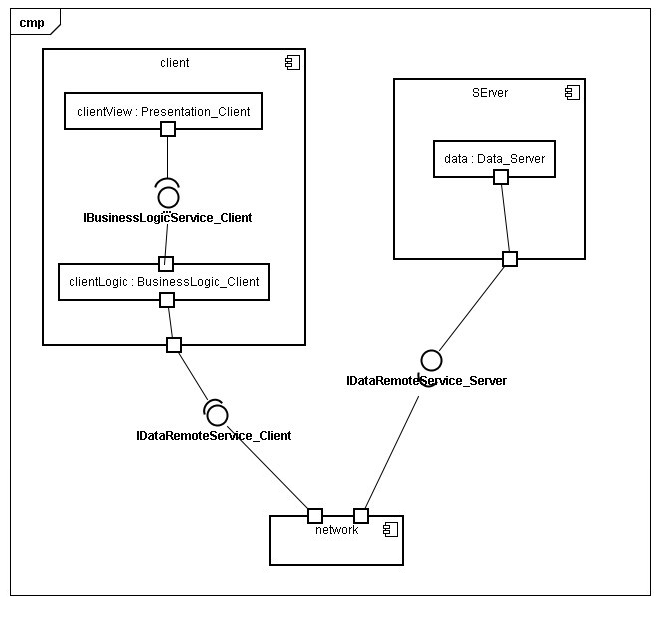 cmp
client
clientView : Presentation_Client
IBusinessLogicService_Client
clientLogic : BusinessLogic_Client
SErver
data : Data_Server
IDataRemoteService_Server
IDataRemoteService_Client
network